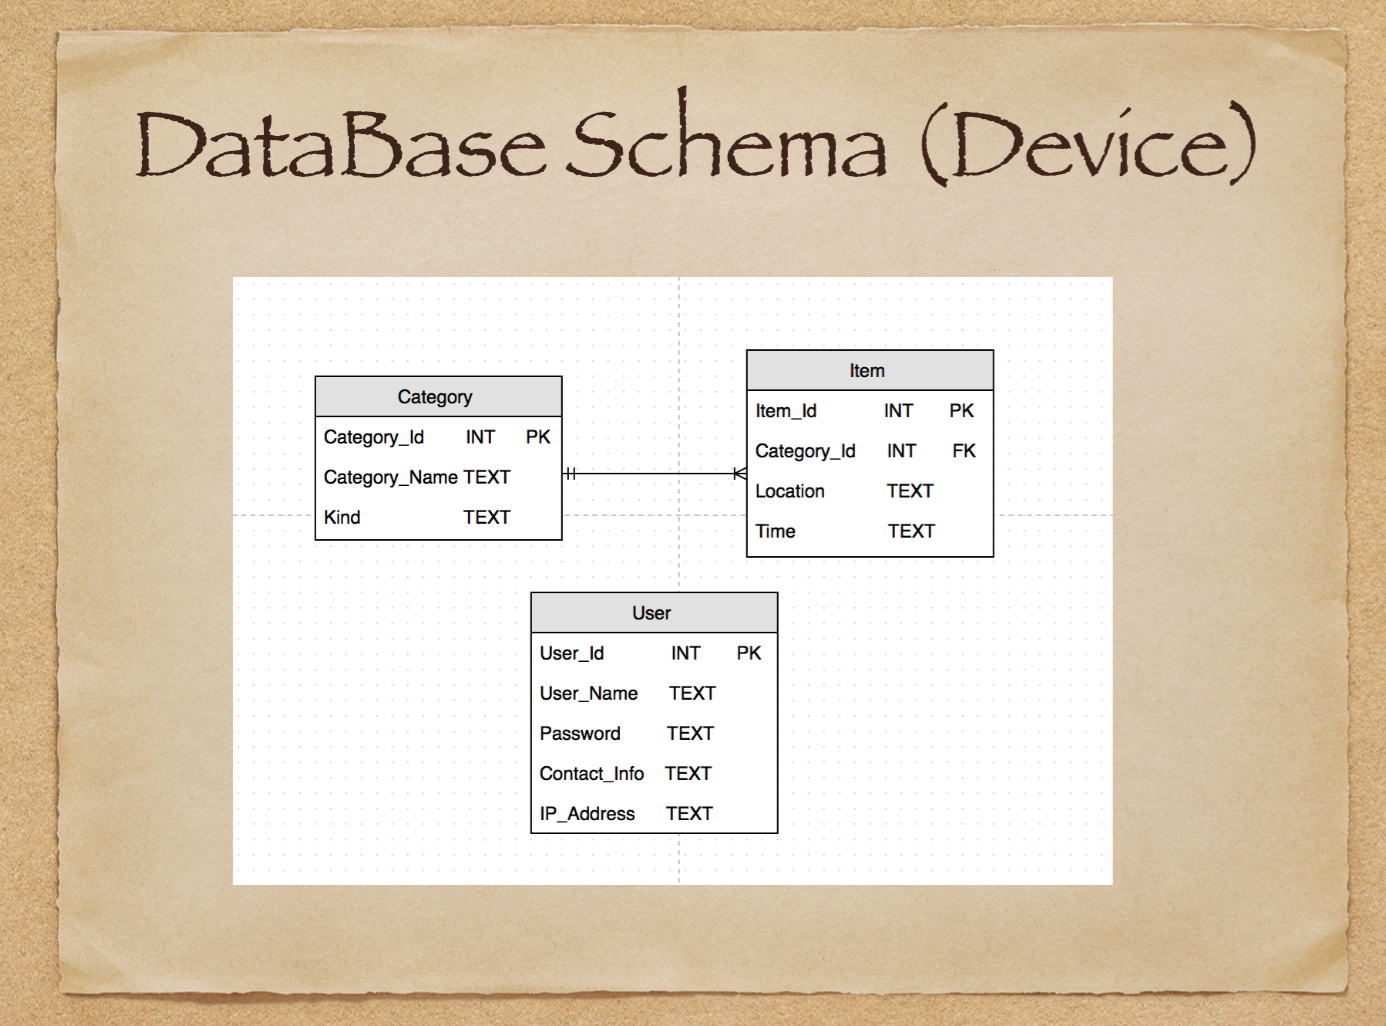 DataBase Schema (Device)
Category
Category_Id INT PK
Category_Name TEXT
Kind TEXT
Item
Item_Id INT PK
Category_Id INT FK
Location TEXT
Time TEXT
User
User_Id INT PK
User_Name TEXT
Password TEXT
Contact_Info TEXT
IP_Address TEXT